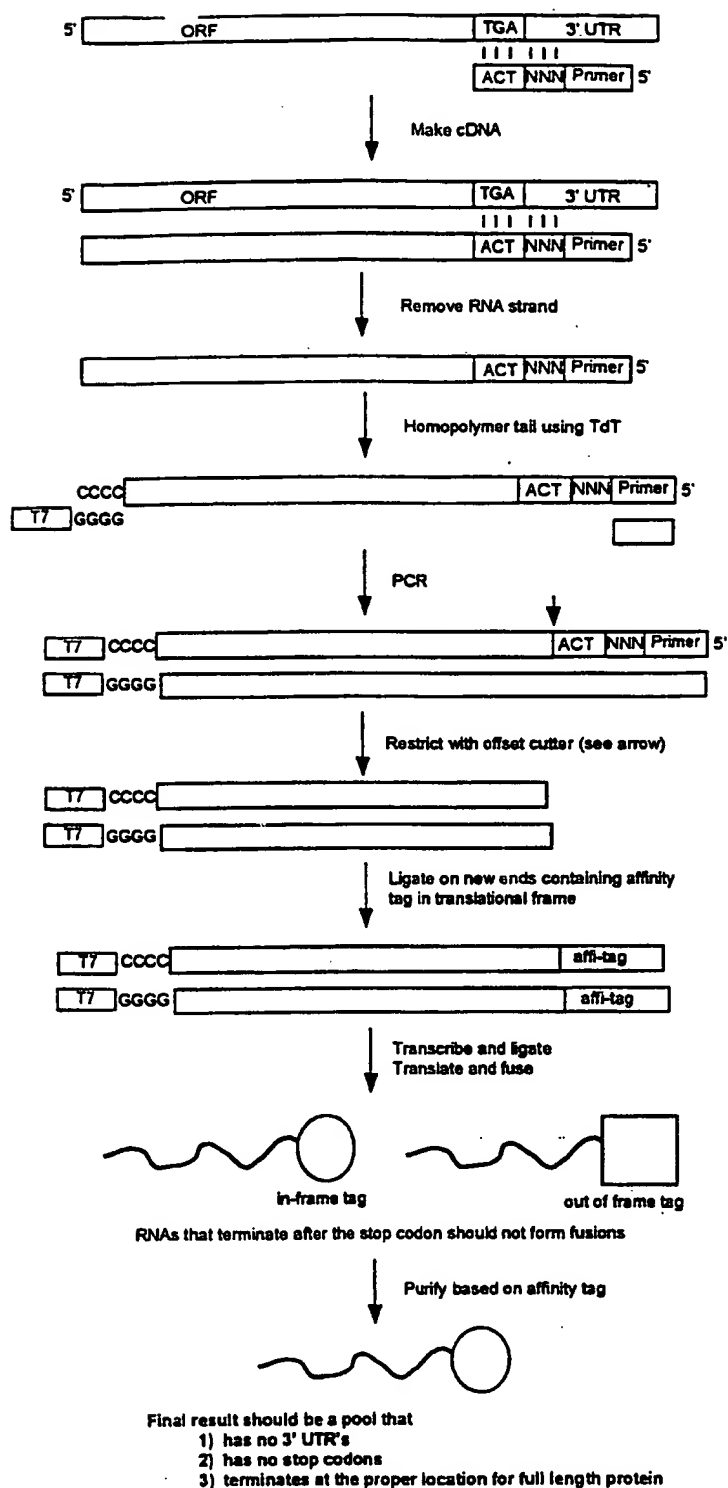 5' ORF TGA 3' UTR
ACT NNN Primer 5'
Make cDNA
5' ORF TGA 3' UTR
ACT NNN Primer 5'
Remove RNA strand
ACT NNN Primer 5'
Homopolymer tail using TdT
CCCC ACT NNN Primer 5'
T7 GGGG
PCR
T7 CCCC ACT NNN Primer 5'
T7 GGGG
Restrict with offset cutter (see arrow)
T7 CCCC
T7 GGGG
Ligate on new ends containing affinity
tag in translational frame
T7 CCCC affi-tag
T7 GGGG affi-tag
Transcribe and ligate
Translate and fuse
in-frame tag out of frame tag
RNAs that terminate after the stop codon should not form fusions
Purify based on affinity tag
Final result should be a pool that
1) has no 3' UTR's
2) has no stop codons
3) terminates at the proper location for full length protein